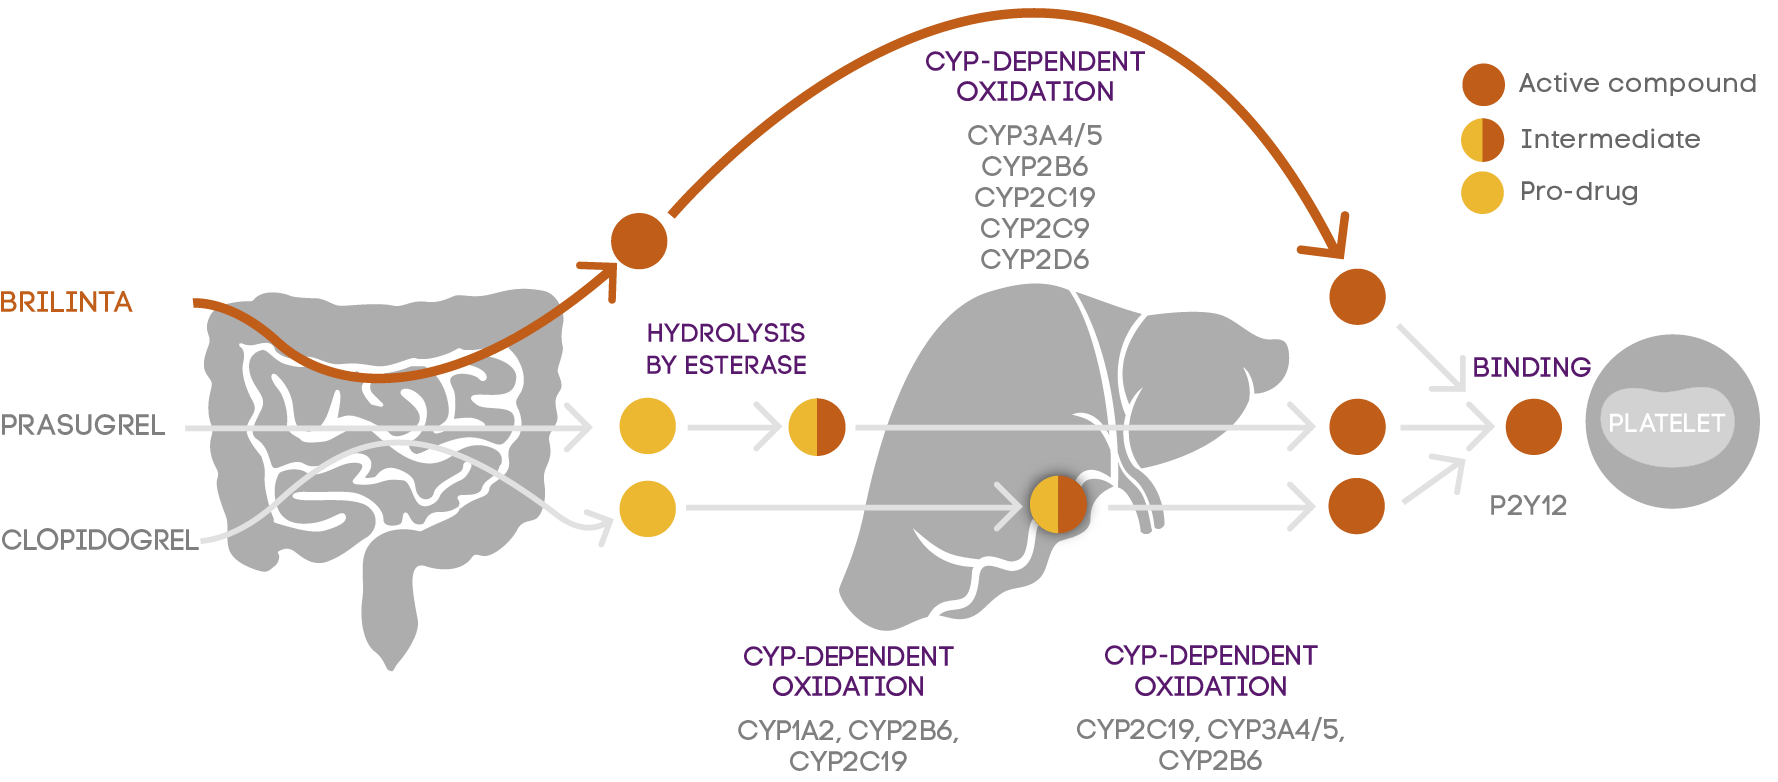 CYP-DEPENDENT
OXIDATION
CYP3A4/5
CYP2B6
CYP2C19
CYP2C9
CYP2D6
Active compound
Intermediate
Pro-drug
BRILINTA
HYDROLYSIS
BY ESTERASE
BINDING
PRASUGREL
PLATELET
P2Y12
CLOPIDOGREL
CYP-DEPENDENT
OXIDATION
CYP1A2, CYP2B6,
CYP2C19
CYP-DEPENDENT
OXIDATION
CYP2C19, CYP3A4/5,
CYP2B6